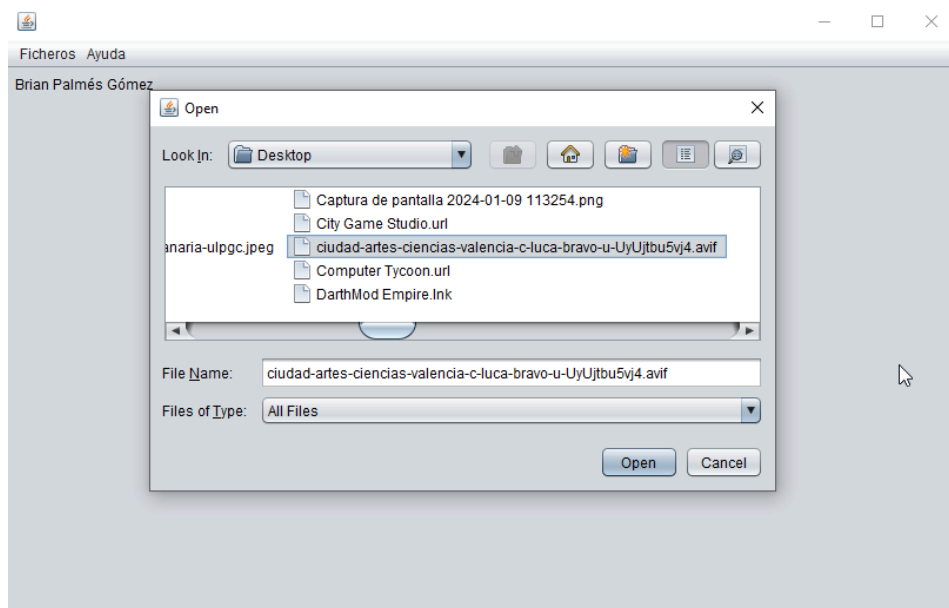 Ficheros Ayuda
Brian Palmés Gómez
Open
Look In: Desktop
Captura de pantalla 2024-01-09 113254.png
City Game Studio.url
anaria-ulpgc.jpeg ciudad-artes-ciencias-valencia-c-luca-bravo-u-UyUjtbu5vj4.avif
Computer Tycoon.url
DarthMod Empire.lnk
File Name: ciudad-artes-ciencias-valencia-c-luca-bravo-u-UyUjtbu5vj4.avif
Files of Type: All Files
Open Cancel